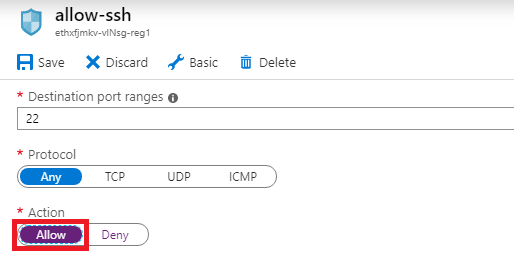 allow-ssh
ethxfjmkv-vlNsg-reg1
Save Discard Basic Delete
* Destination port ranges
22
* Protocol
Any TCP UDP ICMP
* Action
Allow Deny